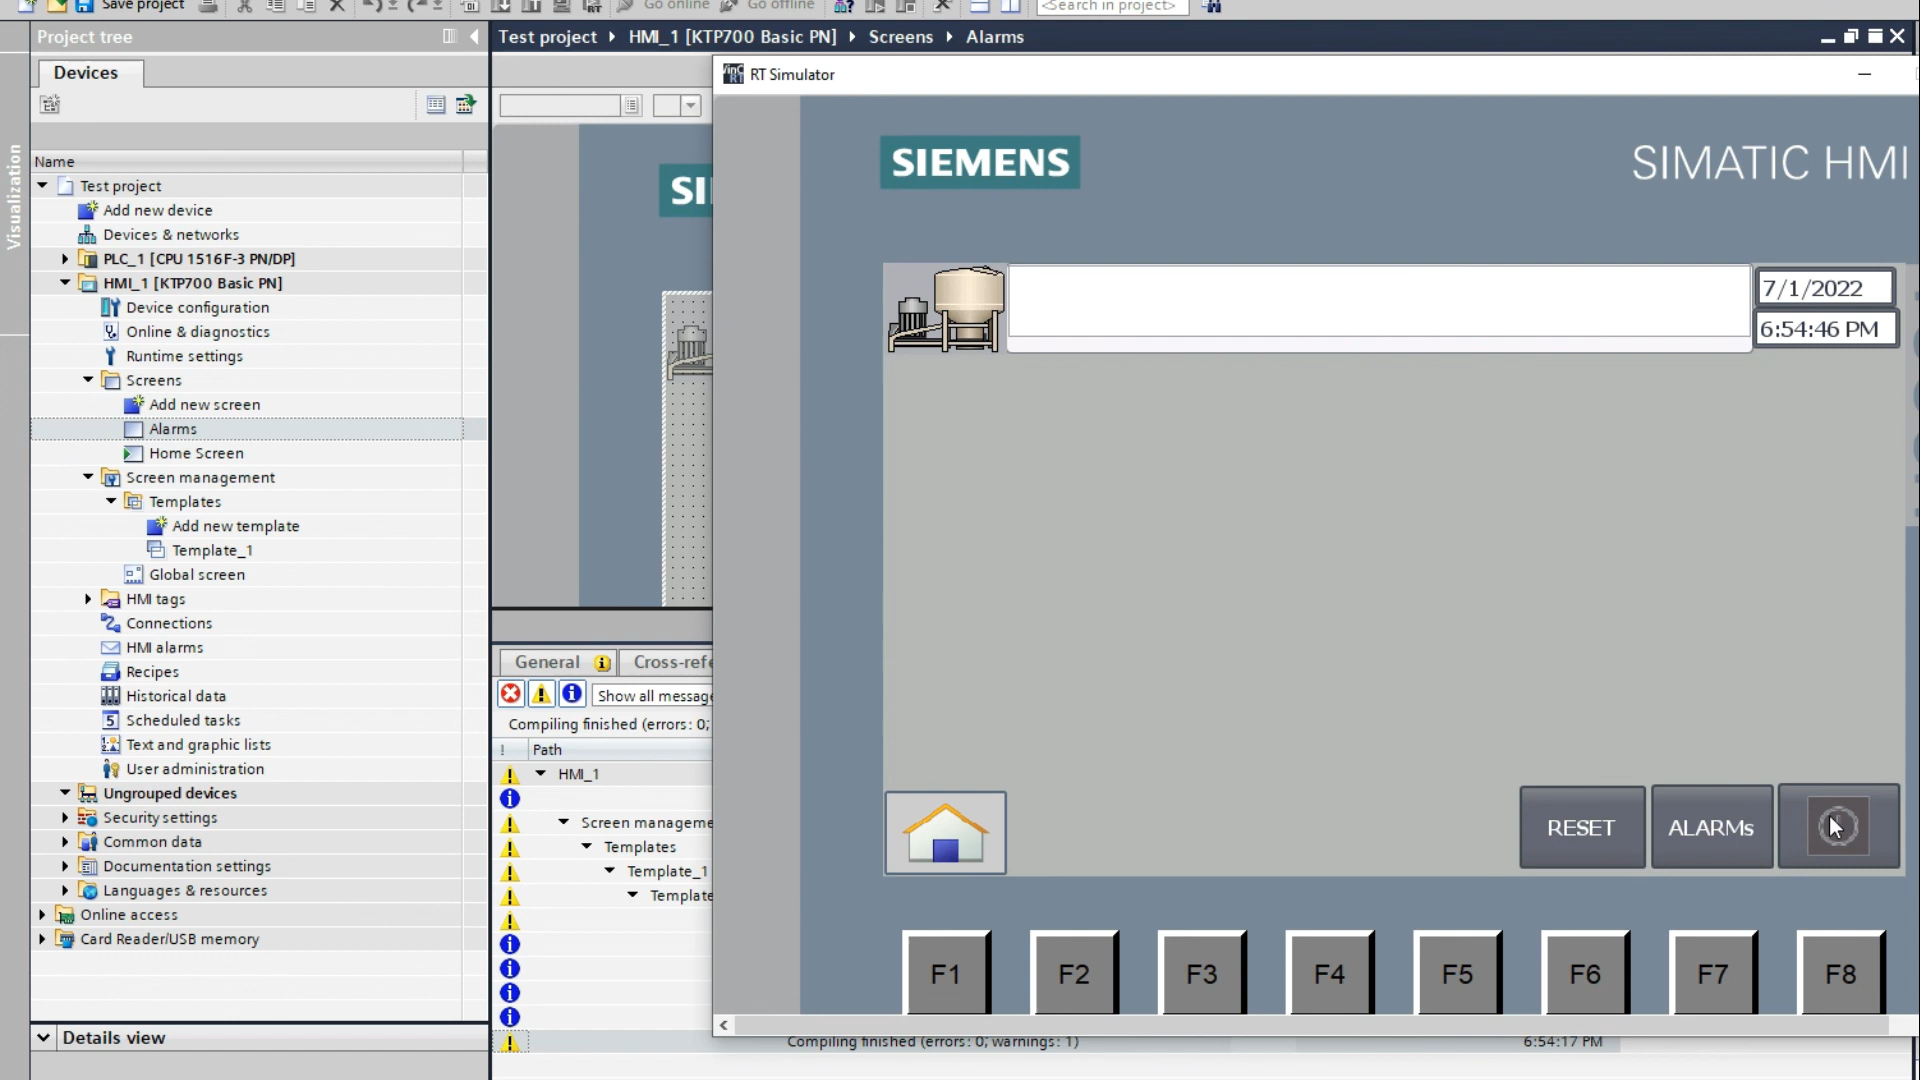 Save project
Go online
Go offline
<Search in project>
Project tree
Test project
HMI_1 [KTP700 Basic PN]
Screens
Alarms
Devices
RT Simulator
Visualization
SIEMENS
SIMATIC HMI
SI
Name
Test project
Add new device
Devices & networks
PLC_1 [CPU 1516F-3 PN/DP]
HMI_1 [KTP700 Basic PN]
Device configuration
Online & diagnostics
Runtime settings
Screens
Add new screen
Alarms
Home Screen
Screen management
Templates
Add new template
Template_1
Global screen
HMI tags
Connections
HMI alarms
Recipes
Historical data
Scheduled tasks
Text and graphic lists
User administration
Ungrouped devices
Security settings
Common data
Documentation settings
Languages & resources
Online access
Card Reader/USB memory
Details view
7/1/2022
6:54:46 PM
RESET
ALARMs
F1
F2
F3
F4
F5
F6
F7
F8
General
Cross-refe
Show all message
Compiling finished (errors: 0;
!
Path
HMI_1
Screen manageme
Templates
Template_1
Template
Compiling finished (errors: 0; warnings: 1)
6:54:17 PM